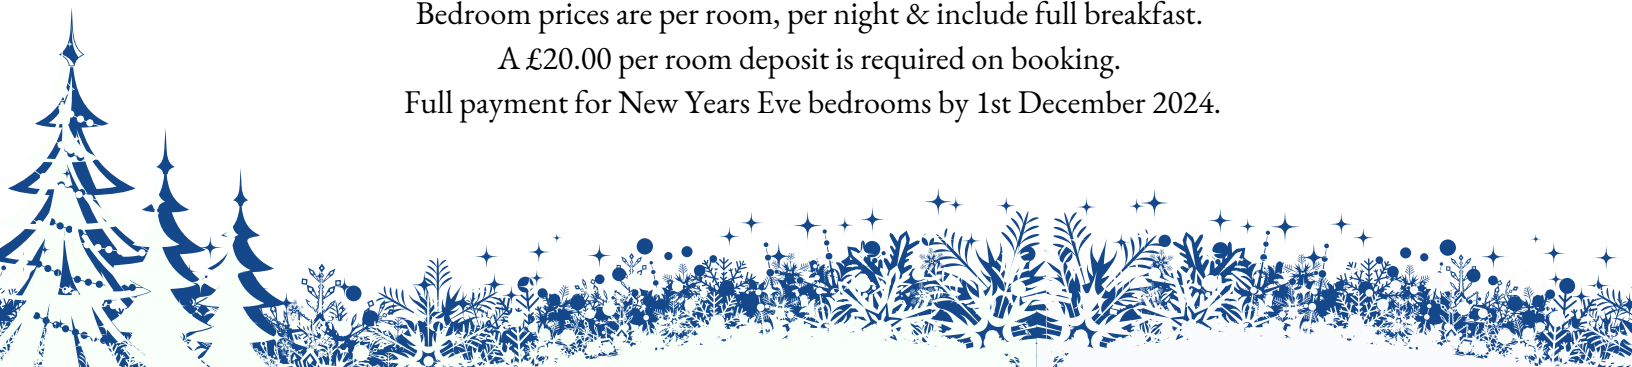 Bedroom prices are per room, per night & include full breakfast.
A £20.00 per room deposit is required on booking.
Full payment for New Years Eve bedrooms by 1st December 2024.